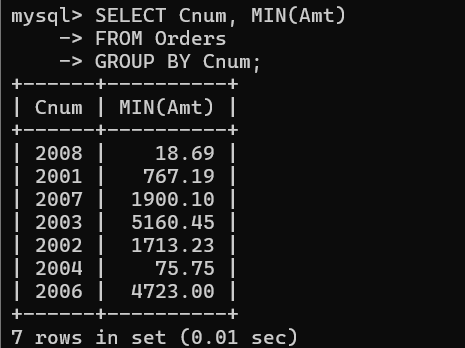 mysql> SELECT Cnum, MIN(Amt)
    -> FROM Orders
    -> GROUP BY Cnum;
+------+----------+
| Cnum | MIN(Amt) |
+------+----------+
| 2008 |    18.69 |
| 2001 |   767.19 |
| 2007 |  1900.10 |
| 2003 |  5160.45 |
| 2002 |  1713.23 |
| 2004 |    75.75 |
| 2006 |  4723.00 |
+------+----------+
7 rows in set (0.01 sec)